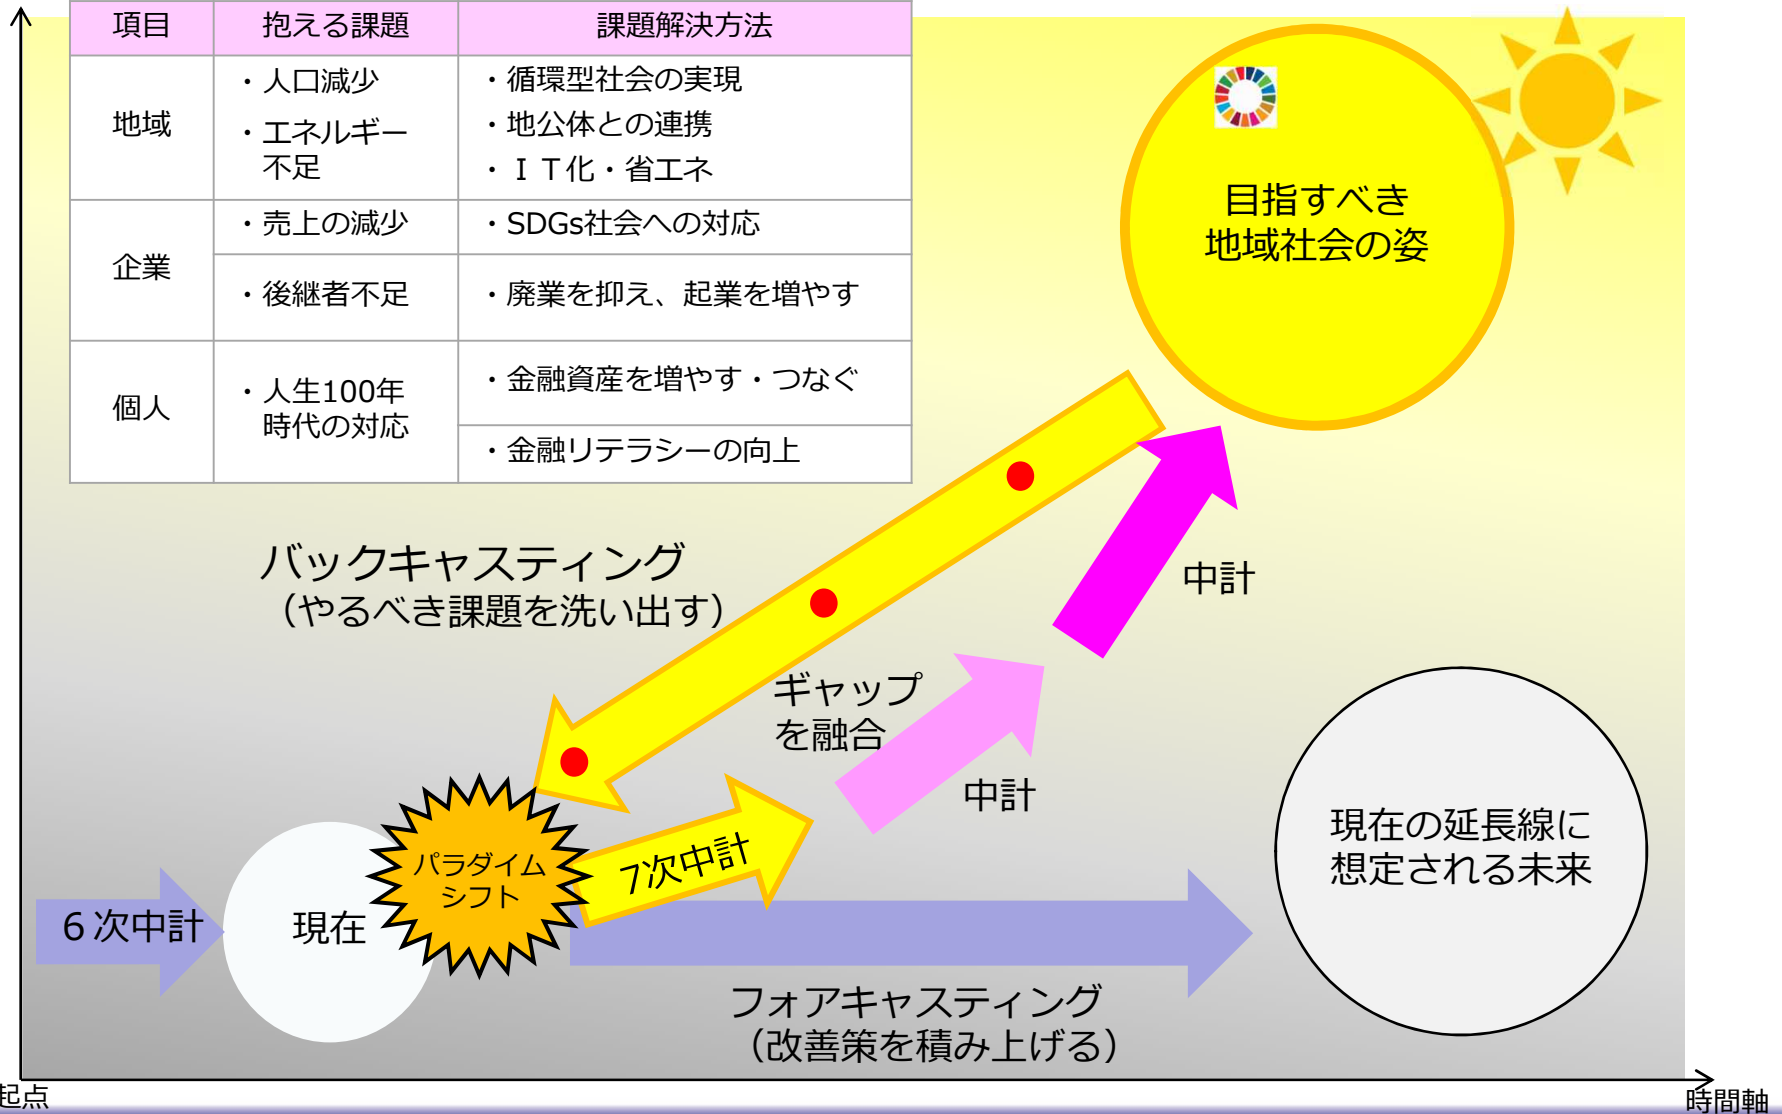 項目
抱える課題
課題解決方法
地域
・人口減少
・エネルギー
不足
・循環型社会の実現
・地公体との連携
・ＩＴ化・省エネ
企業
・売上の減少
・SDGs社会への対応
・後継者不足
・廃業を抑え、起業を増やす
個人
・人生100年
時代の対応
・金融資産を増やす・つなぐ
・金融リテラシーの向上
目指すべき
地域社会の姿
バックキャスティング
（やるべき課題を洗い出す）
中計
ギャップ
を融合
中計
7次中計
パラダイム
シフト
６次中計
現在
現在の延長線に
想定される未来
フォアキャスティング
（改善策を積み上げる）
起点
時間軸